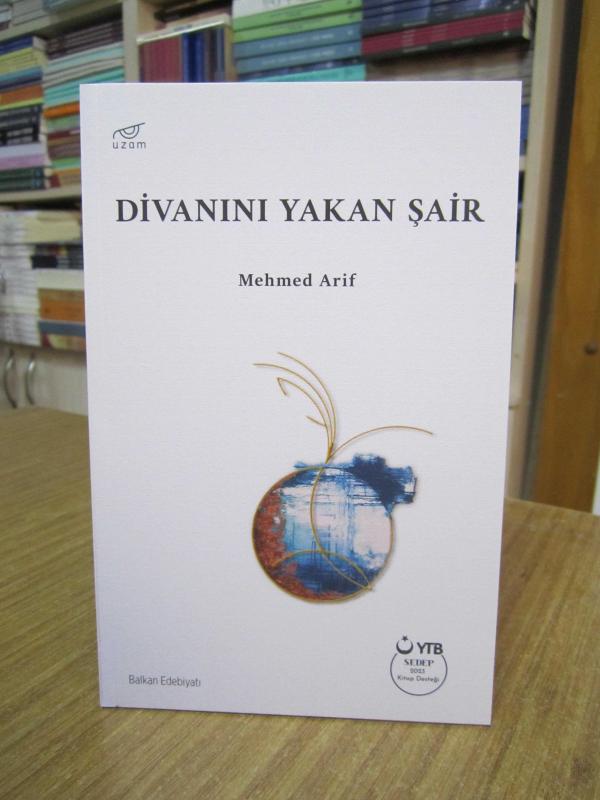 uzam
DİVANINI YAKAN ŞAİR
Mehmed Arif
YTB
SEDEP
2023
Kitap Desteği
Balkan Edebiyatı